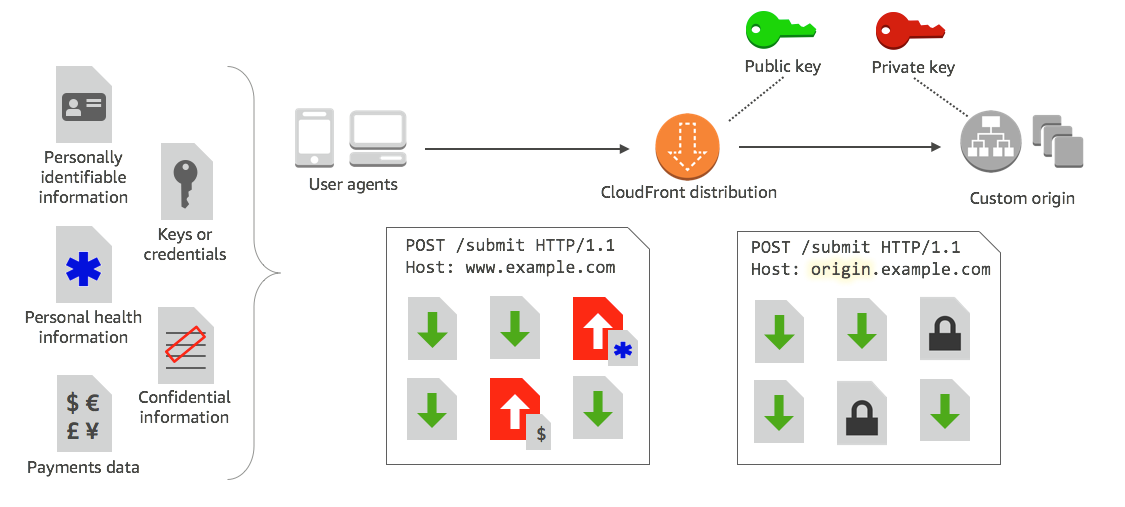 Public key
Private key
Personally
identifiable
information
Keys or
credentials
Personal health
information
Confidential
information
$ €
£ ¥
Payments data
User agents
CloudFront distribution
Custom origin
POST /submit HTTP/1.1
Host: www.example.com
$
POST /submit HTTP/1.1
Host: origin.example.com